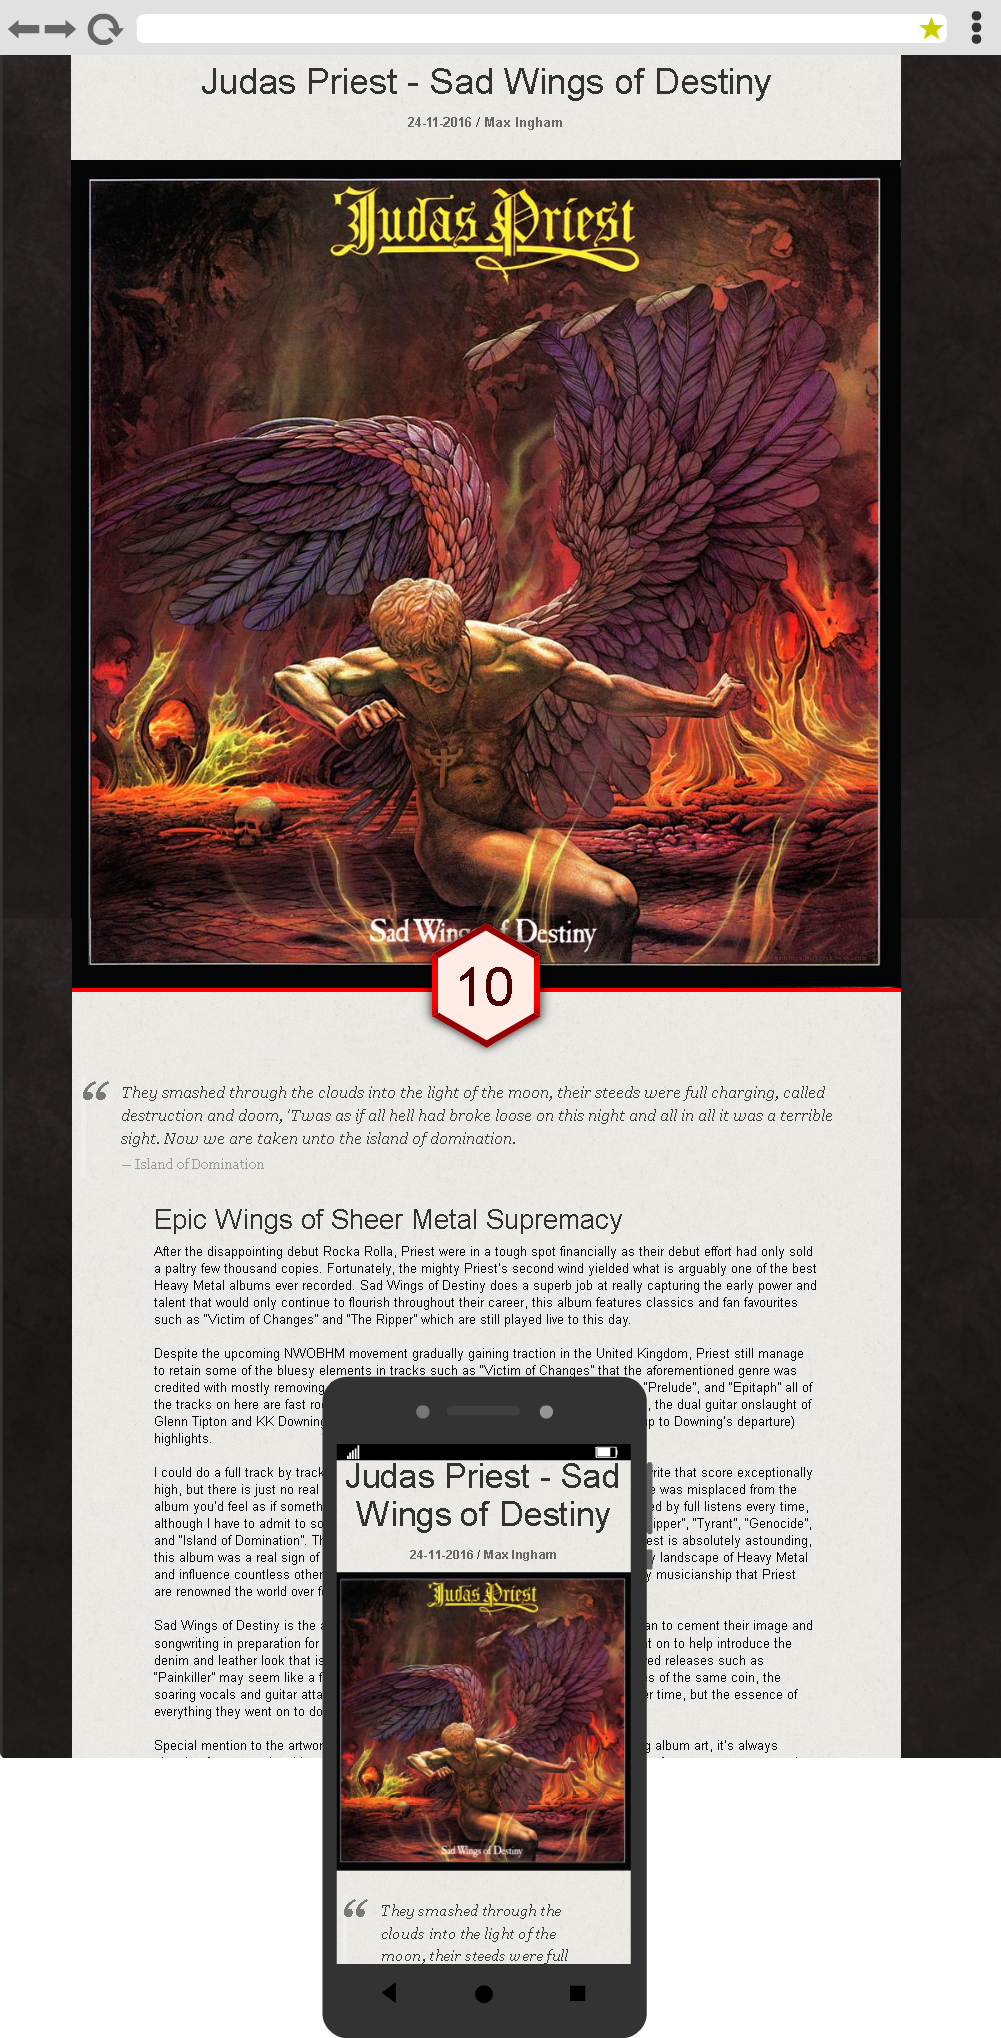 Judas Priest - Sad Wings of Destiny
24-11-2016 / Max Ingham
Judas Priest
Sad Wings of Destiny
10
They smashed through the clouds into the light of the moon, their steeds were full charging, called
destruction and doom, 'Twas as if all hell had broke loose on this night and all in all it was a terrible
sight. Now we are taken unto the island of domination.
— Island of Domination
Epic Wings of Sheer Metal Supremacy
After the disappointing debut Rocka Rolla, Priest were in a tough spot financially as their debut effort had only sold
a paltry few thousand copies. Fortunately, the mighty Priest's second wind yielded what is arguably one of the best
Heavy Metal albums ever recorded. Sad Wings of Destiny does a superb job at really capturing the early power and
talent that would only continue to flourish throughout their career, this album features classics and fan favourites
such as "Victim of Changes" and "The Ripper" which are still played live to this day.
Despite the upcoming NWOBHM movement gradually gaining traction in the United Kingdom, Priest still manage
to retain some of the bluesy elements in tracks such as "Victim of Changes" that the aforementioned genre was
credited with mostly removing "Prelude", and "Epitaph" all of
the tracks on here are fast , the dual guitar onslaught of
Glenn Tipton and KK Downing up to Downing's departure)
highlights.
I could do a full track by track write that score exceptionally
high, but there is just no real was misplaced from the
album you'd feel as if by full listens every time,
although I have to admit to "Tyrant", "Genocide",
and "Island of Domination". is absolutely astounding,
this album was a real sign of landscape of Heavy Metal
and influence countless musicianship that Priest
are renowned the world over
Sad Wings of Destiny is the to cement their image and
songwriting in preparation for on to help introduce the
denim and leather look that releases such as
"Painkiller" may seem like a of the same coin, the
soaring vocals and guitar time, but the essence of
everything they went on to
Special mention to the album art, it's always
Judas Priest - Sad
Wings of Destiny
24-11-2016 / Max Ingham
Judas Priest
Sad Wings of Destiny
They smashed through the
clouds into the light of the
moon, their steeds were full